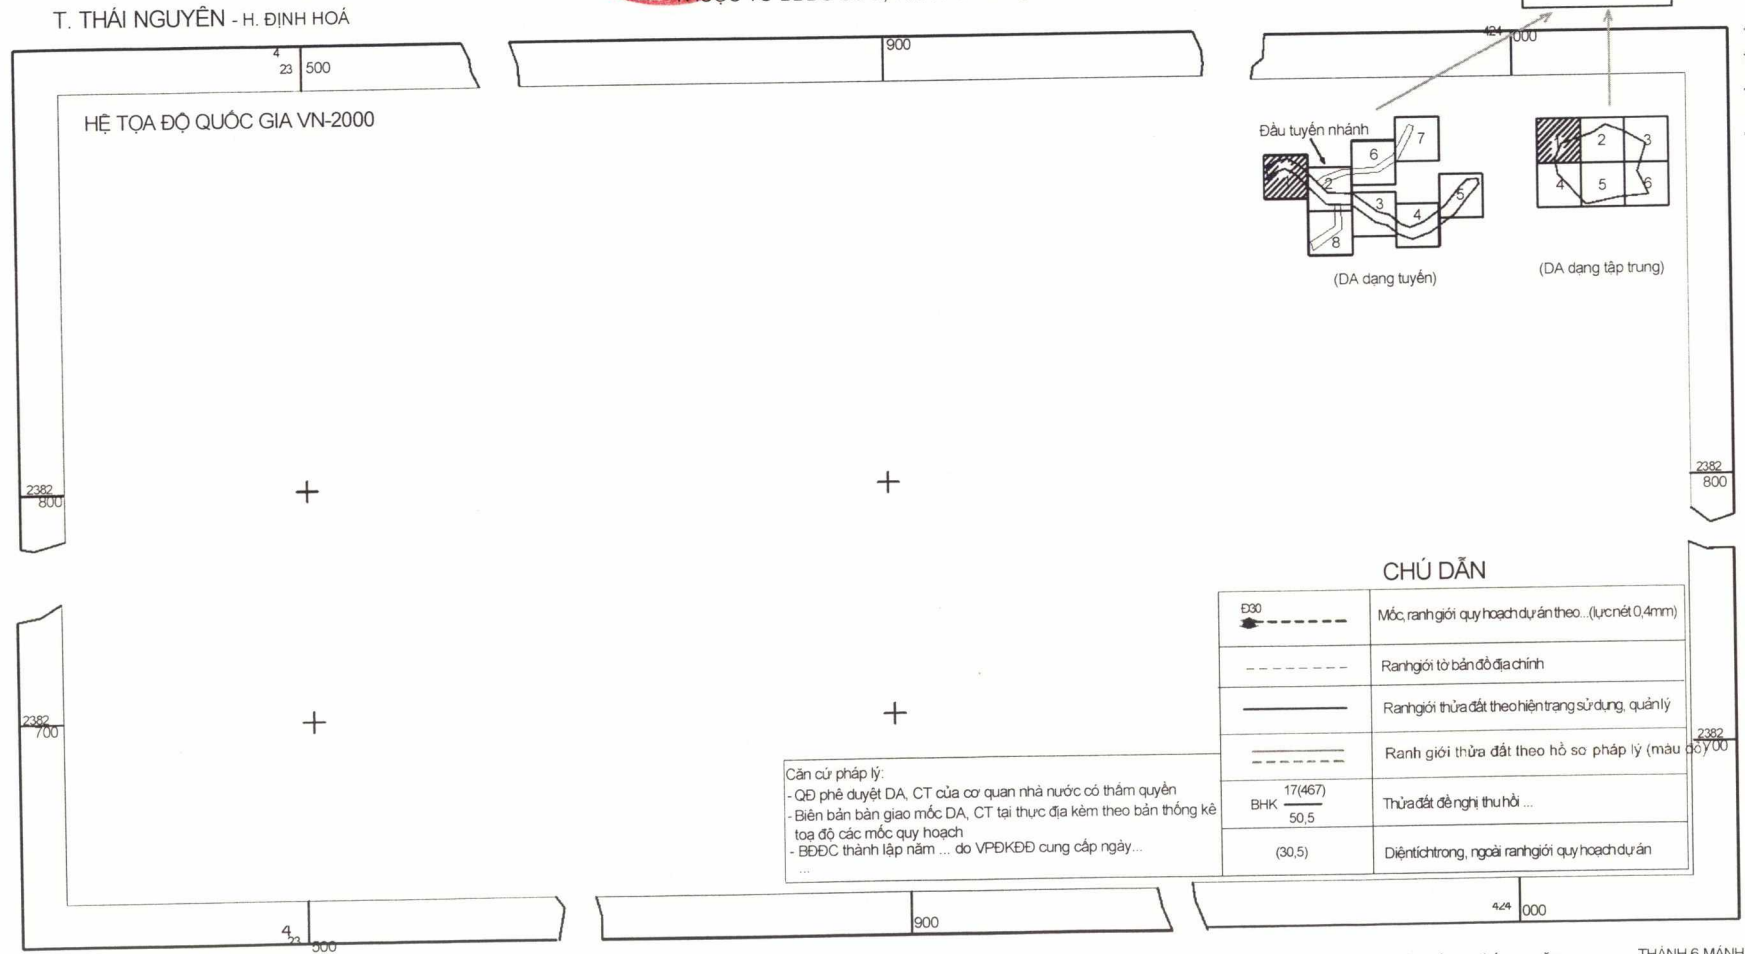 T. THÁI NGUYÊN - H. ĐỊNH HOÁ
4
23 500
900
424 000
HỆ TỌA ĐỘ QUỐC GIA VN-2000
Đầu tuyến nhánh
7
6
2
5
3
4
8
(DA dạng tuyến)
1 2 3
4 5 6
(DA dạng tập trung)
2382
800
2382
800
2382
700
2382
700
CHÚ DẪN
Đ30
Mốc, ranh giới quy hoạch dự án theo...(lực nét 0,4mm)
Ranh giới tờ bản đồ địa chính
Ranh giới thửa đất theo hiện trạng sử dụng, quản lý
Ranh giới thửa đất theo hồ sơ pháp lý (màu đỏ)
BHK 17(467)
50,5
Thửa đất đề nghị thu hồi ...
(30,5)
Diện tích trong, ngoài ranh giới quy hoạch dự án
Căn cứ pháp lý:
- QĐ phê duyệt DA, CT của cơ quan nhà nước có thẩm quyền
- Biên bản bàn giao mốc DA, CT tại thực địa kèm theo bản thống kê
toạ độ các mốc quy hoạch
- BĐĐC thành lập năm ... do VPĐKĐĐ cung cấp ngày...
...
4
23 500
900
424 000
THÀNH 6 MẢNH